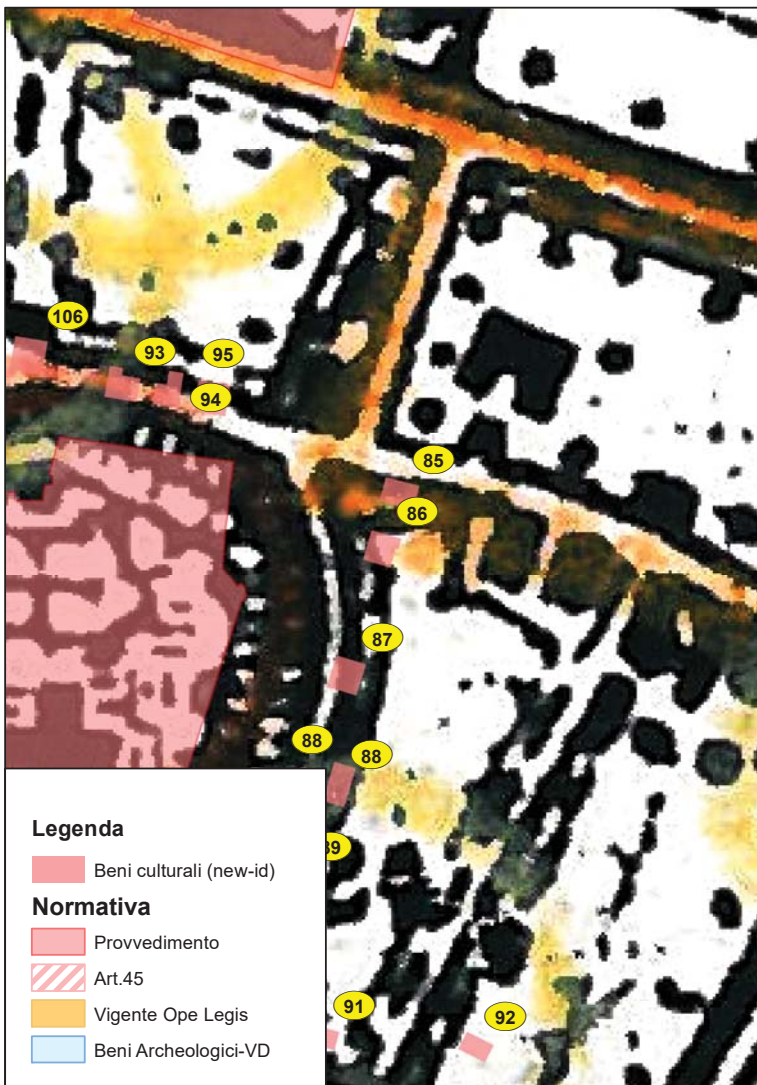 106
93
95
94
85
86
87
88
88
89
91
92
Legenda
Beni culturali (new-id)
Normativa
Provvedimento
Art.45
Vigente Ope Legis
Beni Archeologici-VD